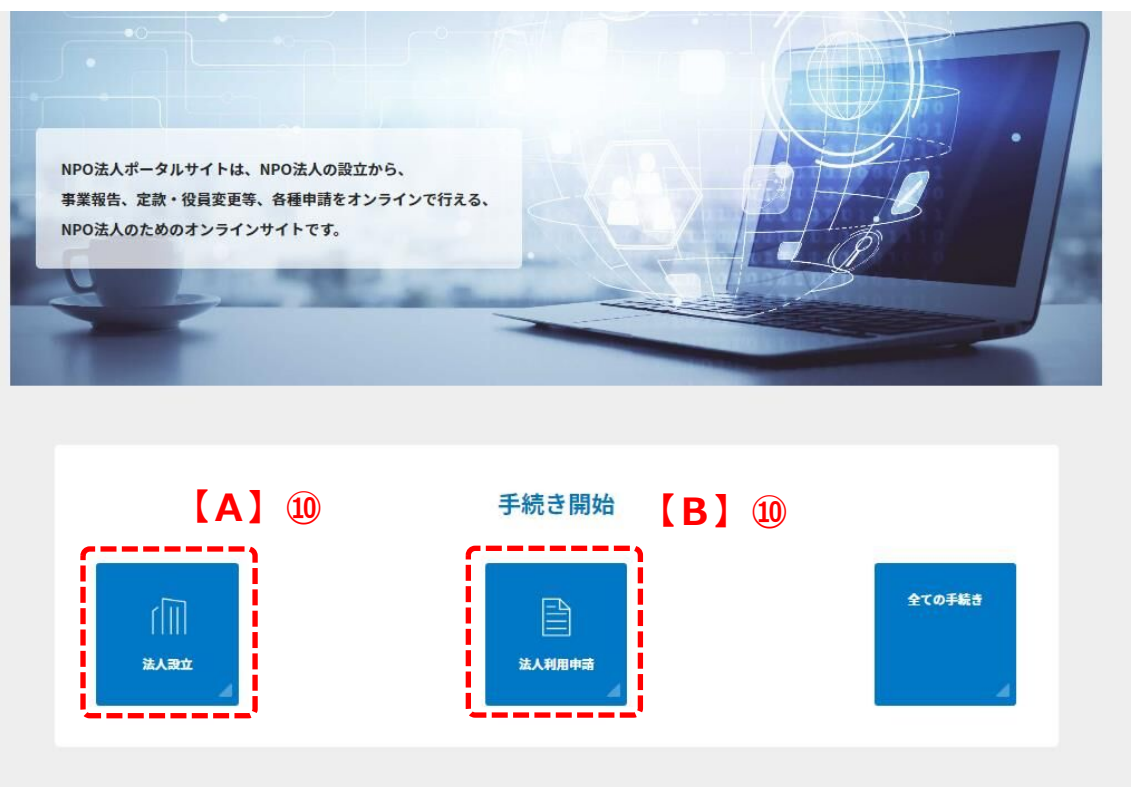 NPO法人ポータルサイトは、NPO法人の設立から、
事業報告、定款・役員変更等、各種申請をオンラインで行える、
NPO法人のためのオンラインサイトです。
【A】⑩
手続き開始
【B】⑩
法人設立
法人利用申請
全ての手続き